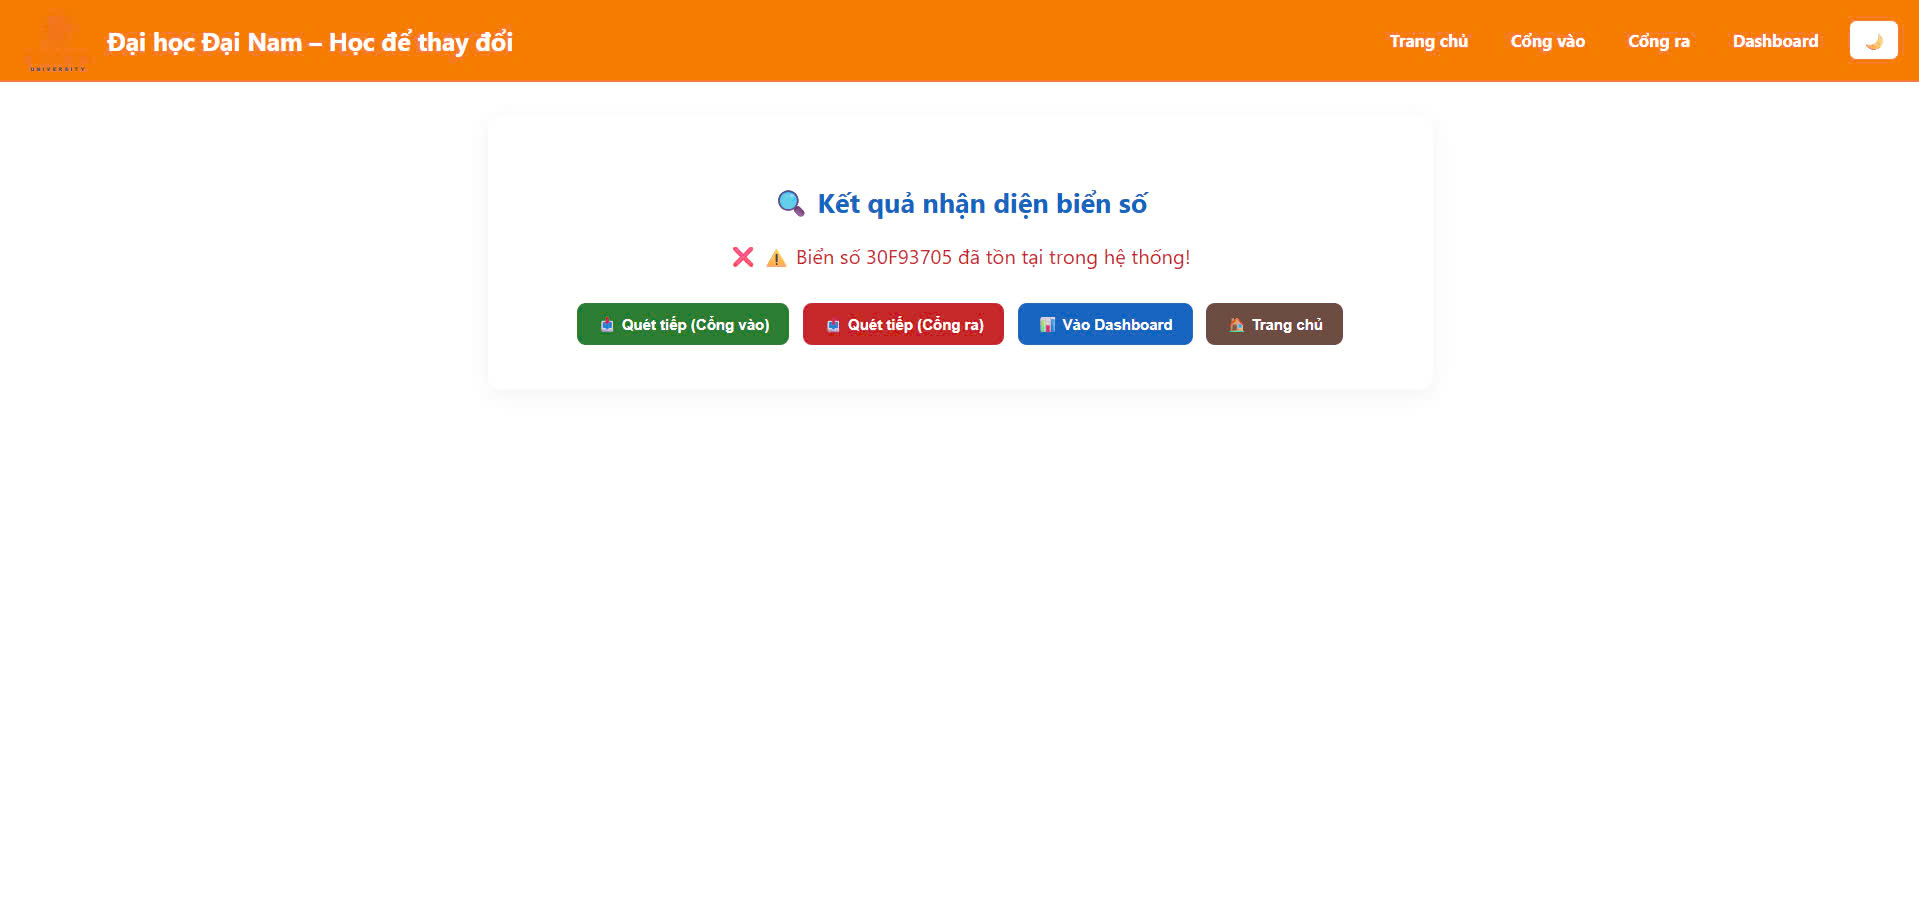 UNIVERSITY
Đại học Đại Nam – Học để thay đổi
Trang chủ
Cổng vào
Cổng ra
Dashboard
Kết quả nhận diện biển số
Biển số 30F93705 đã tồn tại trong hệ thống!
Quét tiếp (Cổng vào)
Quét tiếp (Cổng ra)
Vào Dashboard
Trang chủ